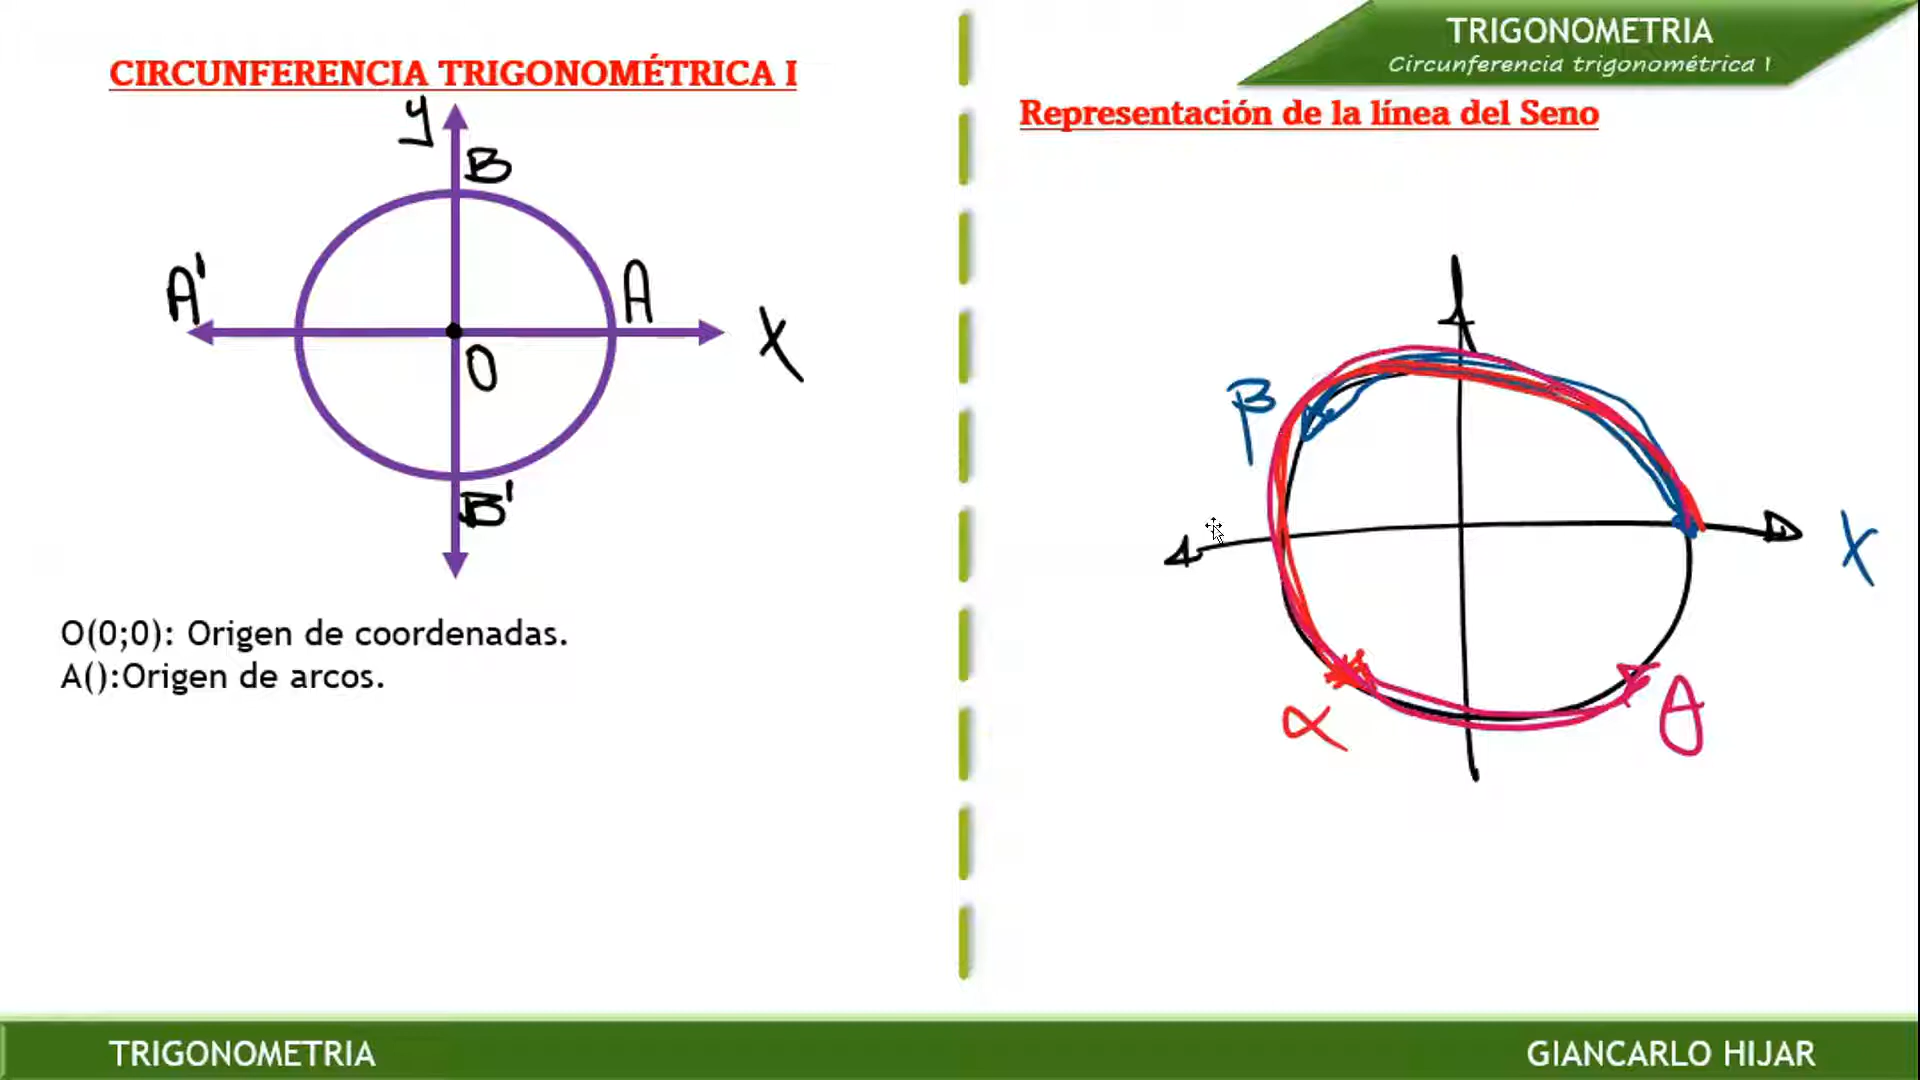 CIRCUNFERENCIA TRIGONOMÉTRICA I
y
B
A'
A
X
O
B'
O(0;0): Origen de coordenadas.
A():Origen de arcos.
TRIGONOMETRIA
Circunferencia trigonométrica I
Representación de la línea del Seno
β
X
α
θ
TRIGONOMETRIA
GIANCARLO HIJAR